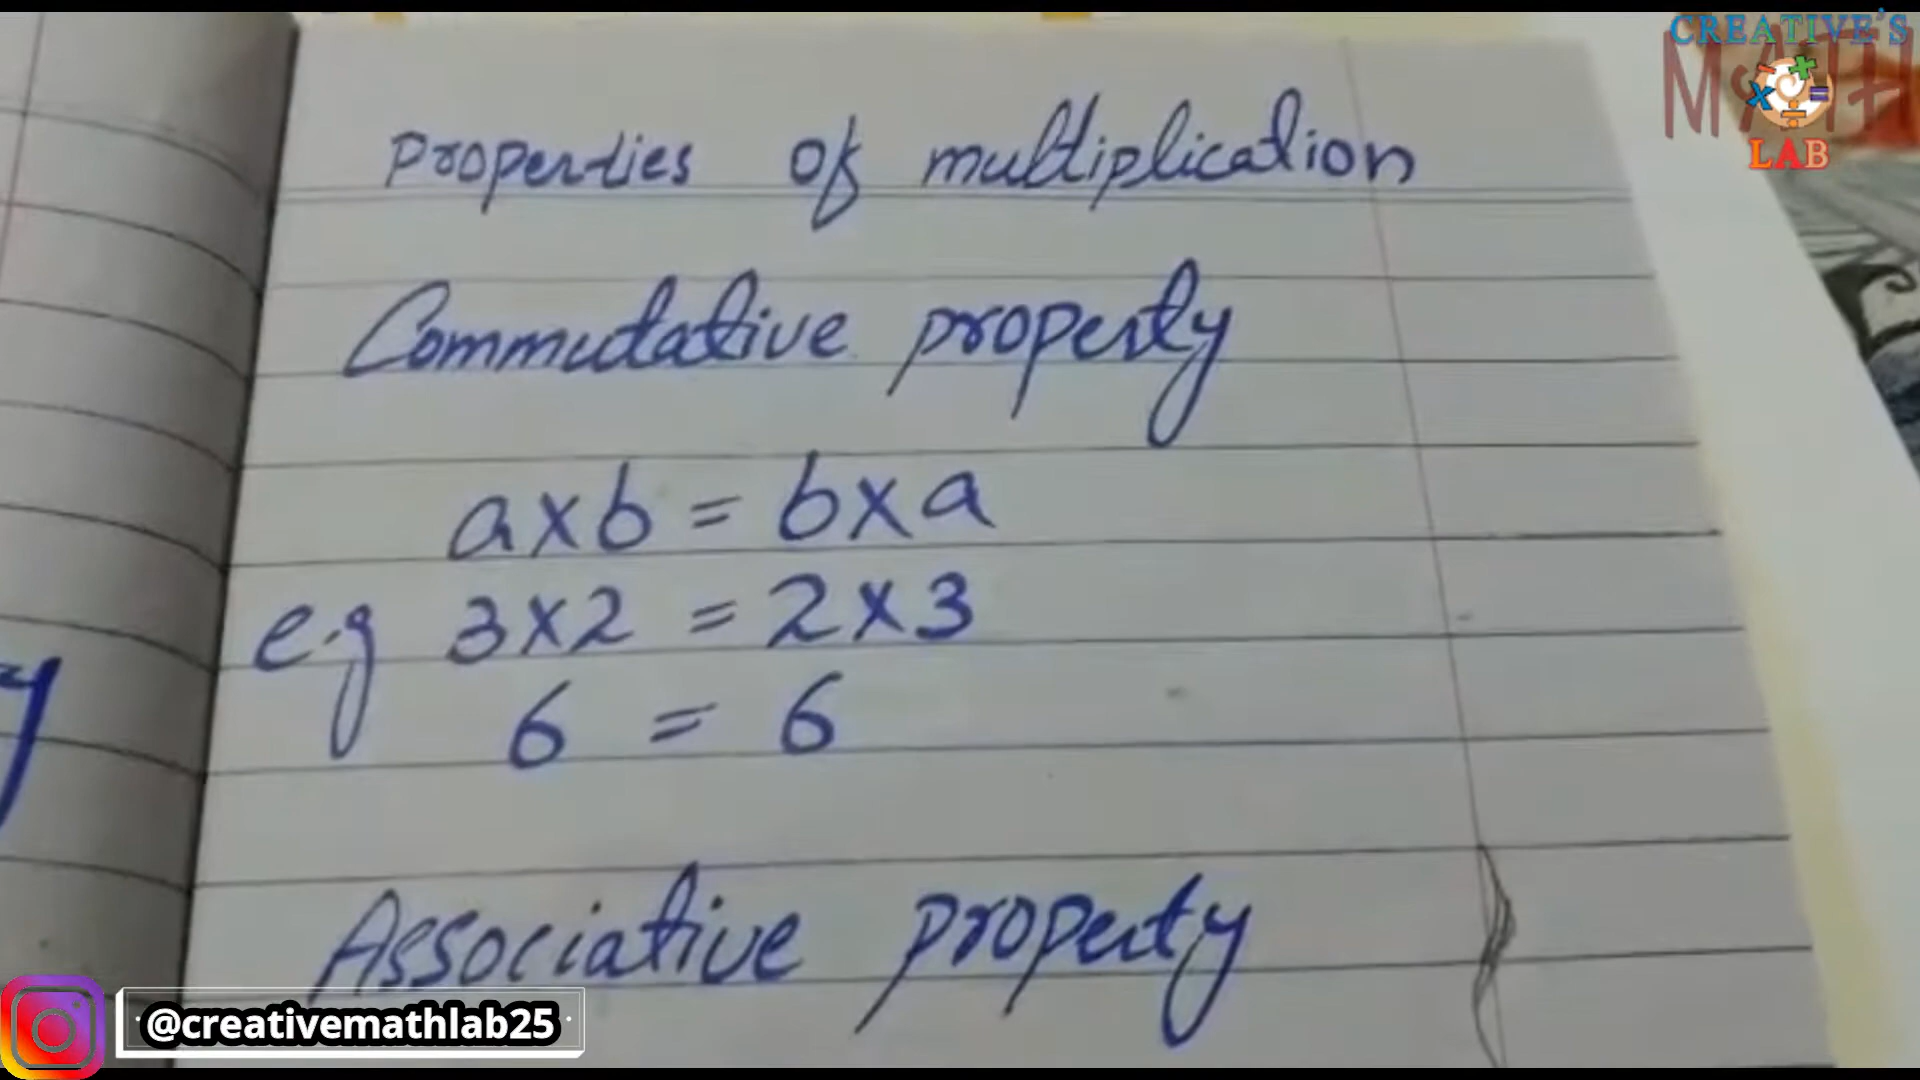 CREATIVE'S
MATH
LAB
Properties of multiplication
Commutative property
a×b = b×a
e.g 3×2 = 2×3
6 = 6
Associative property
@creativemathlab25